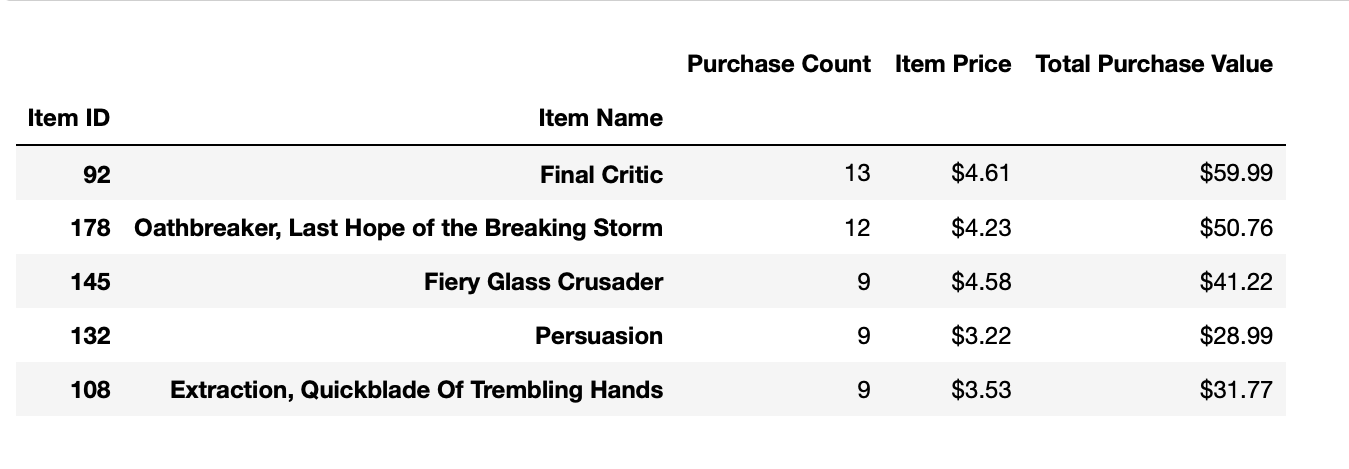 Purchase Count Item Price Total Purchase Value
Item ID Item Name
92 Final Critic 13 $4.61 $59.99
178 Oathbreaker, Last Hope of the Breaking Storm 12 $4.23 $50.76
145 Fiery Glass Crusader 9 $4.58 $41.22
132 Persuasion 9 $3.22 $28.99
108 Extraction, Quickblade Of Trembling Hands 9 $3.53 $31.77